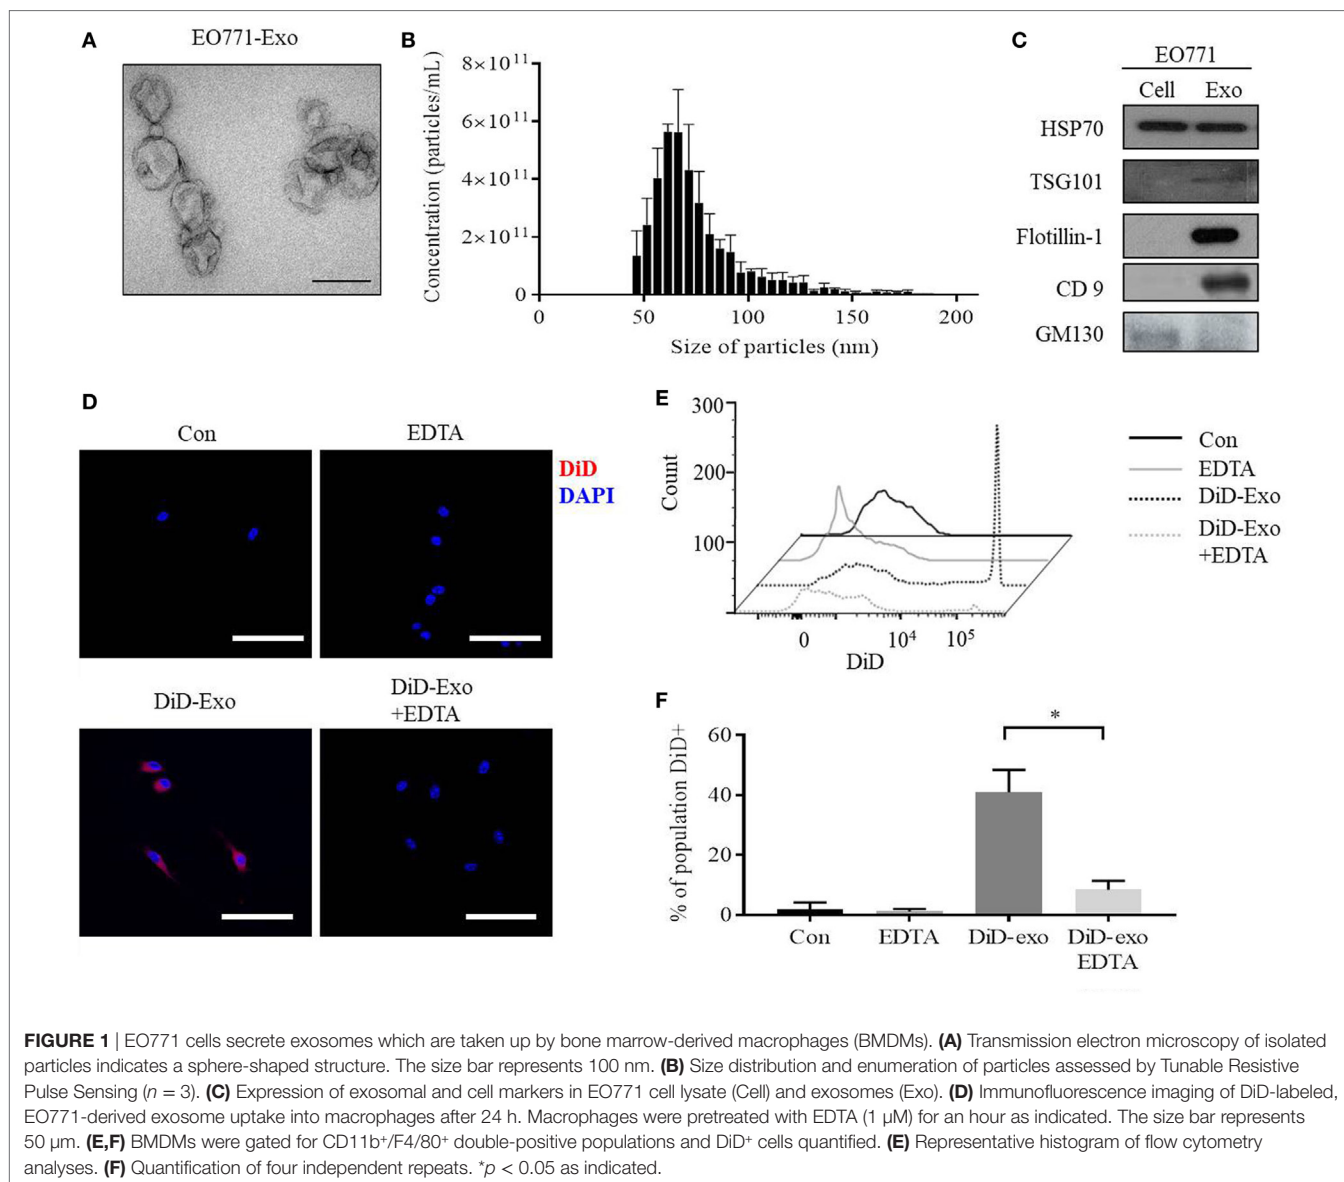 A
EO771-Exo
B
8×10¹¹
6×10¹¹
4×10¹¹
2×10¹¹
0
Concentration (particles/mL)
0
50
100
150
200
Size of particles (nm)
C
EO771
Cell Exo
HSP70
TSG101
Flotillin-1
CD 9
GM130
D
Con
EDTA
DiD
DAPI
DiD-Exo
DiD-Exo
+EDTA
E
300
200
100
Count
0
10⁴
10⁵
DiD
Con
EDTA
DiD-Exo
DiD-Exo
+EDTA
F
60
40
20
0
% of population DiD+
*
Con
EDTA
DiD-exo
DiD-exo
EDTA
FIGURE 1 | EO771 cells secrete exosomes which are taken up by bone marrow-derived macrophages (BMDMs). (A) Transmission electron microscopy of isolated
particles indicates a sphere-shaped structure. The size bar represents 100 nm. (B) Size distribution and enumeration of particles assessed by Tunable Resistive
Pulse Sensing (n = 3). (C) Expression of exosomal and cell markers in EO771 cell lysate (Cell) and exosomes (Exo). (D) Immunofluorescence imaging of DiD-labeled,
EO771-derived exosome uptake into macrophages after 24 h. Macrophages were pretreated with EDTA (1 µM) for an hour as indicated. The size bar represents
50 µm. (E,F) BMDMs were gated for CD11b⁺/F4/80⁺ double-positive populations and DiD⁺ cells quantified. (E) Representative histogram of flow cytometry
analyses. (F) Quantification of four independent repeats. *p < 0.05 as indicated.